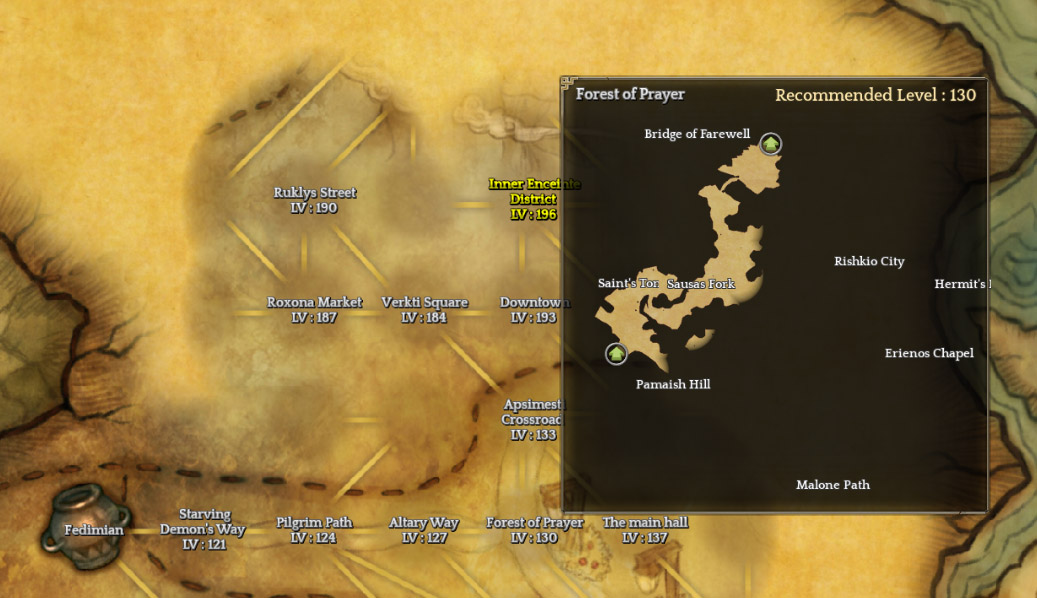 Forest of Prayer
Recommended Level : 130
Bridge of Farewell
Rishkio City
Saint's Tor
Sausas Fork
Hermit's
Erienos Chapel
Pamaish Hill
Malone Path
Ruklys Street
LV : 190
Inner Enceinte
District
LV : 196
Roxona Market
LV : 187
Verkti Square
LV : 184
Downtown
LV : 193
Apsimesti
Crossroad
LV : 133
Fedimian
Starving
Demon's Way
LV : 121
Pilgrim Path
LV : 124
Altary Way
LV : 127
Forest of Prayer
LV : 130
The main hall
LV : 137